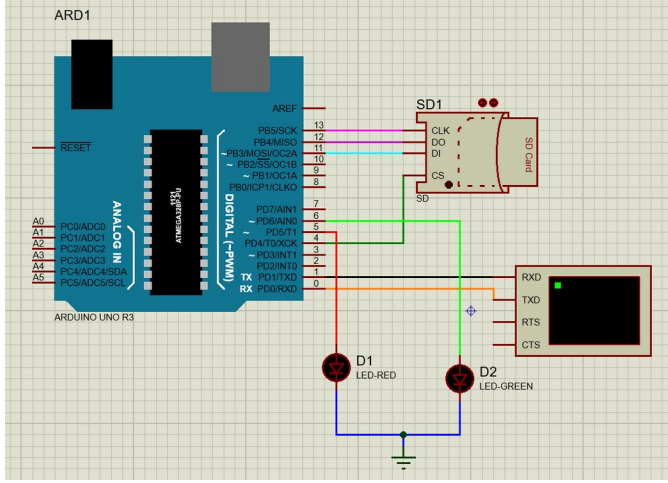 ARD1
AREF
RESET
PB5/SCK 13
PB4/MISO 12
~PB3/MOSI/OC2A 11
~ PB2/SS/OC1B 10
~ PB1/OC1A 9
PB0/ICP1/CLKO 8
PD7/AIN1 7
~ PD6/AIN0 6
~ PD5/T1 5
PD4/T0/XCK 4
~ PD3/INT1 3
PD2/INT0 2
TX PD1/TXD 1
RX PD0/RXD 0
A0 PC0/ADC0
A1 PC1/ADC1
A2 PC2/ADC2
A3 PC3/ADC3
A4 PC4/ADC4/SDA
A5 PC5/ADC5/SCL
ANALOG IN
1121
ATMEGA328P-PU
DIGITAL (~PWM)
ARDUINO UNO R3
SD1
CLK
DO
DI
CS
SD Card
SD
RXD
TXD
RTS
CTS
D1
LED-RED
D2
LED-GREEN